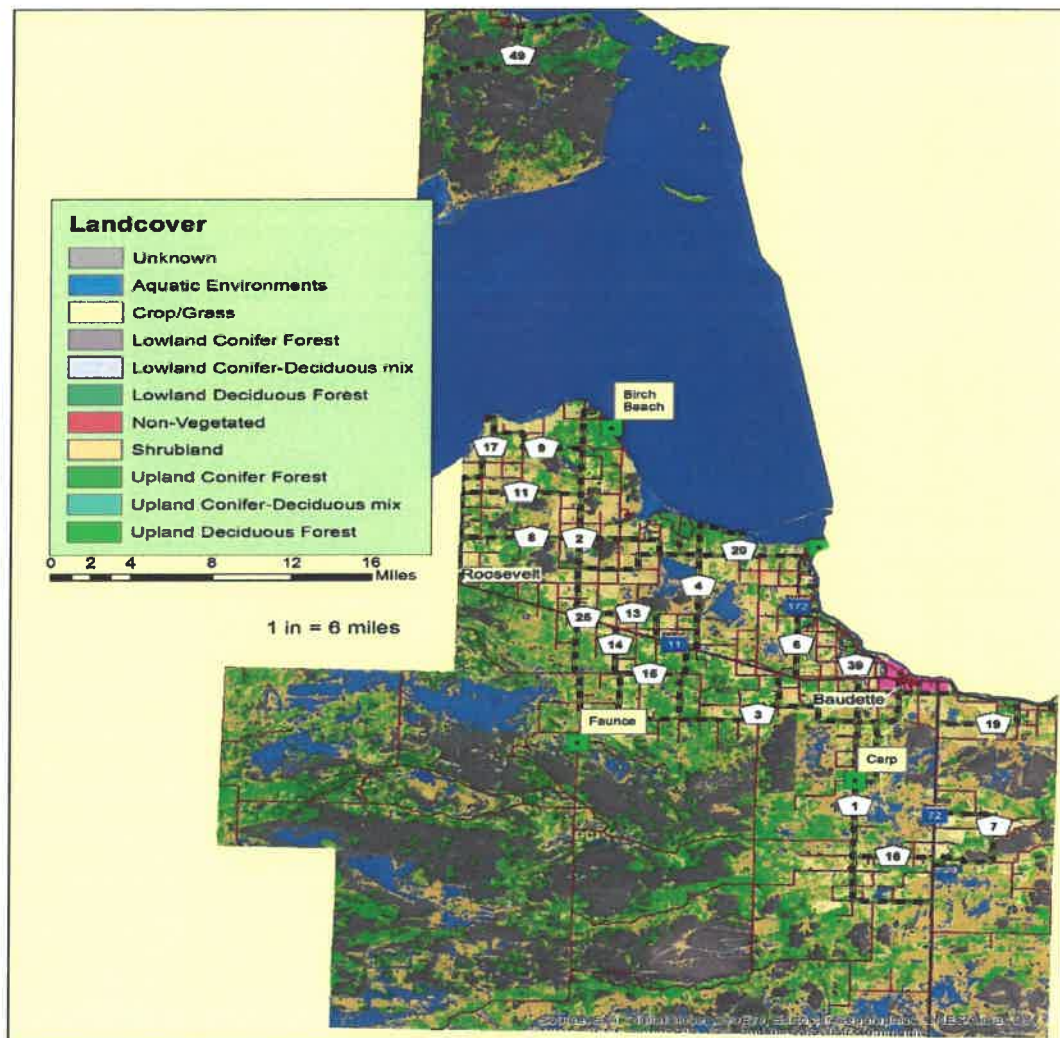 49
Landcover
Unknown
Aquatic Environments
Crop/Grass
Lowland Conifer Forest
Lowland Conifer-Deciduous mix
Lowland Deciduous Forest
Non-Vegetated
Shrubland
Upland Conifer Forest
Upland Conifer-Deciduous mix
Upland Deciduous Forest
0 2 4 8 12 16
Miles
1 in = 6 miles
Birch
Beach
17
9
11
8
2
20
Roosevelt
4
172
25
13
14
11
6
15
39
Baudette
Faunce
3
19
Carp
1
72
7
16